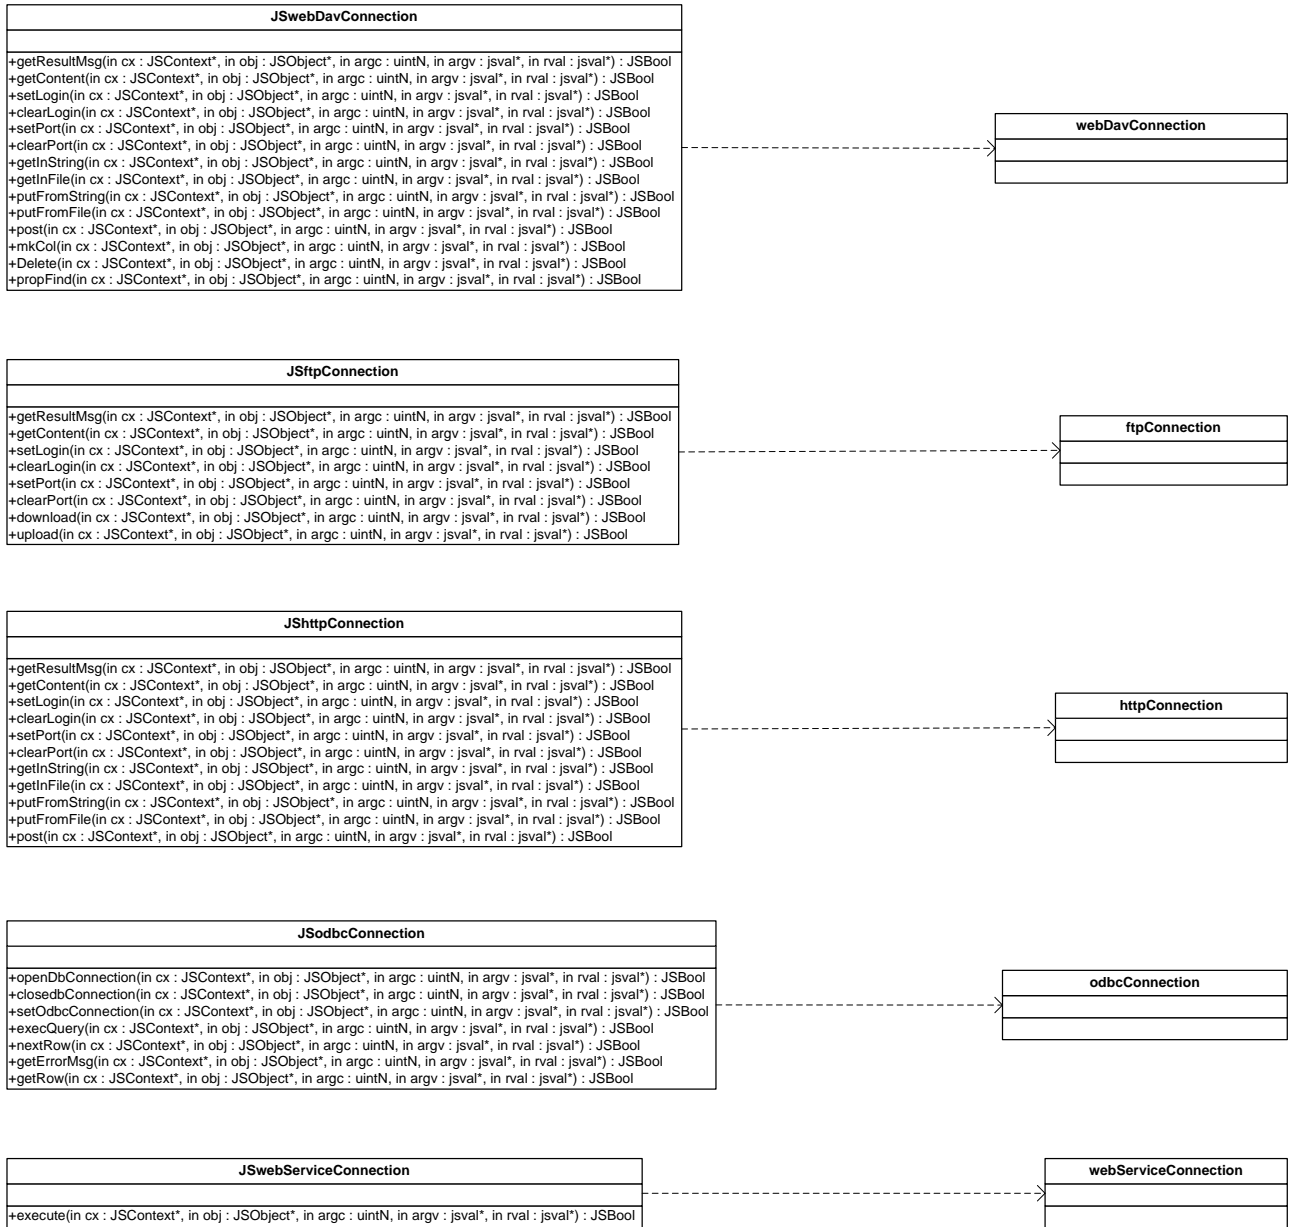 JSwebDavConnection
+getResultMsg(in cx : JSContext*, in obj : JSObject*, in argc : uintN, in argv : jsval*, in rval : jsval*) : JSBool
+getContent(in cx : JSContext*, in obj : JSObject*, in argc : uintN, in argv : jsval*, in rval : jsval*) : JSBool
+setLogin(in cx : JSContext*, in obj : JSObject*, in argc : uintN, in argv : jsval*, in rval : jsval*) : JSBool
+clearLogin(in cx : JSContext*, in obj : JSObject*, in argc : uintN, in argv : jsval*, in rval : jsval*) : JSBool
+setPort(in cx : JSContext*, in obj : JSObject*, in argc : uintN, in argv : jsval*, in rval : jsval*) : JSBool
+clearPort(in cx : JSContext*, in obj : JSObject*, in argc : uintN, in argv : jsval*, in rval : jsval*) : JSBool
+getInString(in cx : JSContext*, in obj : JSObject*, in argc : uintN, in argv : jsval*, in rval : jsval*) : JSBool
+getInFile(in cx : JSContext*, in obj : JSObject*, in argc : uintN, in argv : jsval*, in rval : jsval*) : JSBool
+putFromString(in cx : JSContext*, in obj : JSObject*, in argc : uintN, in argv : jsval*, in rval : jsval*) : JSBool
+putFromFile(in cx : JSContext*, in obj : JSObject*, in argc : uintN, in argv : jsval*, in rval : jsval*) : JSBool
+post(in cx : JSContext*, in obj : JSObject*, in argc : uintN, in argv : jsval*, in rval : jsval*) : JSBool
+mkCol(in cx : JSContext*, in obj : JSObject*, in argc : uintN, in argv : jsval*, in rval : jsval*) : JSBool
+Delete(in cx : JSContext*, in obj : JSObject*, in argc : uintN, in argv : jsval*, in rval : jsval*) : JSBool
+propFind(in cx : JSContext*, in obj : JSObject*, in argc : uintN, in argv : jsval*, in rval : jsval*) : JSBool
webDavConnection
JSftpConnection
+getResultMsg(in cx : JSContext*, in obj : JSObject*, in argc : uintN, in argv : jsval*, in rval : jsval*) : JSBool
+getContent(in cx : JSContext*, in obj : JSObject*, in argc : uintN, in argv : jsval*, in rval : jsval*) : JSBool
+setLogin(in cx : JSContext*, in obj : JSObject*, in argc : uintN, in argv : jsval*, in rval : jsval*) : JSBool
+clearLogin(in cx : JSContext*, in obj : JSObject*, in argc : uintN, in argv : jsval*, in rval : jsval*) : JSBool
+setPort(in cx : JSContext*, in obj : JSObject*, in argc : uintN, in argv : jsval*, in rval : jsval*) : JSBool
+clearPort(in cx : JSContext*, in obj : JSObject*, in argc : uintN, in argv : jsval*, in rval : jsval*) : JSBool
+download(in cx : JSContext*, in obj : JSObject*, in argc : uintN, in argv : jsval*, in rval : jsval*) : JSBool
+upload(in cx : JSContext*, in obj : JSObject*, in argc : uintN, in argv : jsval*, in rval : jsval*) : JSBool
ftpConnection
JShttpConnection
+getResultMsg(in cx : JSContext*, in obj : JSObject*, in argc : uintN, in argv : jsval*, in rval : jsval*) : JSBool
+getContent(in cx : JSContext*, in obj : JSObject*, in argc : uintN, in argv : jsval*, in rval : jsval*) : JSBool
+setLogin(in cx : JSContext*, in obj : JSObject*, in argc : uintN, in argv : jsval*, in rval : jsval*) : JSBool
+clearLogin(in cx : JSContext*, in obj : JSObject*, in argc : uintN, in argv : jsval*, in rval : jsval*) : JSBool
+setPort(in cx : JSContext*, in obj : JSObject*, in argc : uintN, in argv : jsval*, in rval : jsval*) : JSBool
+clearPort(in cx : JSContext*, in obj : JSObject*, in argc : uintN, in argv : jsval*, in rval : jsval*) : JSBool
+getInString(in cx : JSContext*, in obj : JSObject*, in argc : uintN, in argv : jsval*, in rval : jsval*) : JSBool
+getInFile(in cx : JSContext*, in obj : JSObject*, in argc : uintN, in argv : jsval*, in rval : jsval*) : JSBool
+putFromString(in cx : JSContext*, in obj : JSObject*, in argc : uintN, in argv : jsval*, in rval : jsval*) : JSBool
+putFromFile(in cx : JSContext*, in obj : JSObject*, in argc : uintN, in argv : jsval*, in rval : jsval*) : JSBool
+post(in cx : JSContext*, in obj : JSObject*, in argc : uintN, in argv : jsval*, in rval : jsval*) : JSBool
httpConnection
JSodbcConnection
+openDbConnection(in cx : JSContext*, in obj : JSObject*, in argc : uintN, in argv : jsval*, in rval : jsval*) : JSBool
+closedbConnection(in cx : JSContext*, in obj : JSObject*, in argc : uintN, in argv : jsval*, in rval : jsval*) : JSBool
+setOdbcConnection(in cx : JSContext*, in obj : JSObject*, in argc : uintN, in argv : jsval*, in rval : jsval*) : JSBool
+execQuery(in cx : JSContext*, in obj : JSObject*, in argc : uintN, in argv : jsval*, in rval : jsval*) : JSBool
+nextRow(in cx : JSContext*, in obj : JSObject*, in argc : uintN, in argv : jsval*, in rval : jsval*) : JSBool
+getErrorMsg(in cx : JSContext*, in obj : JSObject*, in argc : uintN, in argv : jsval*, in rval : jsval*) : JSBool
+getRow(in cx : JSContext*, in obj : JSObject*, in argc : uintN, in argv : jsval*, in rval : jsval*) : JSBool
odbcConnection
JSwebServiceConnection
+execute(in cx : JSContext*, in obj : JSObject*, in argc : uintN, in argv : jsval*, in rval : jsval*) : JSBool
webServiceConnection